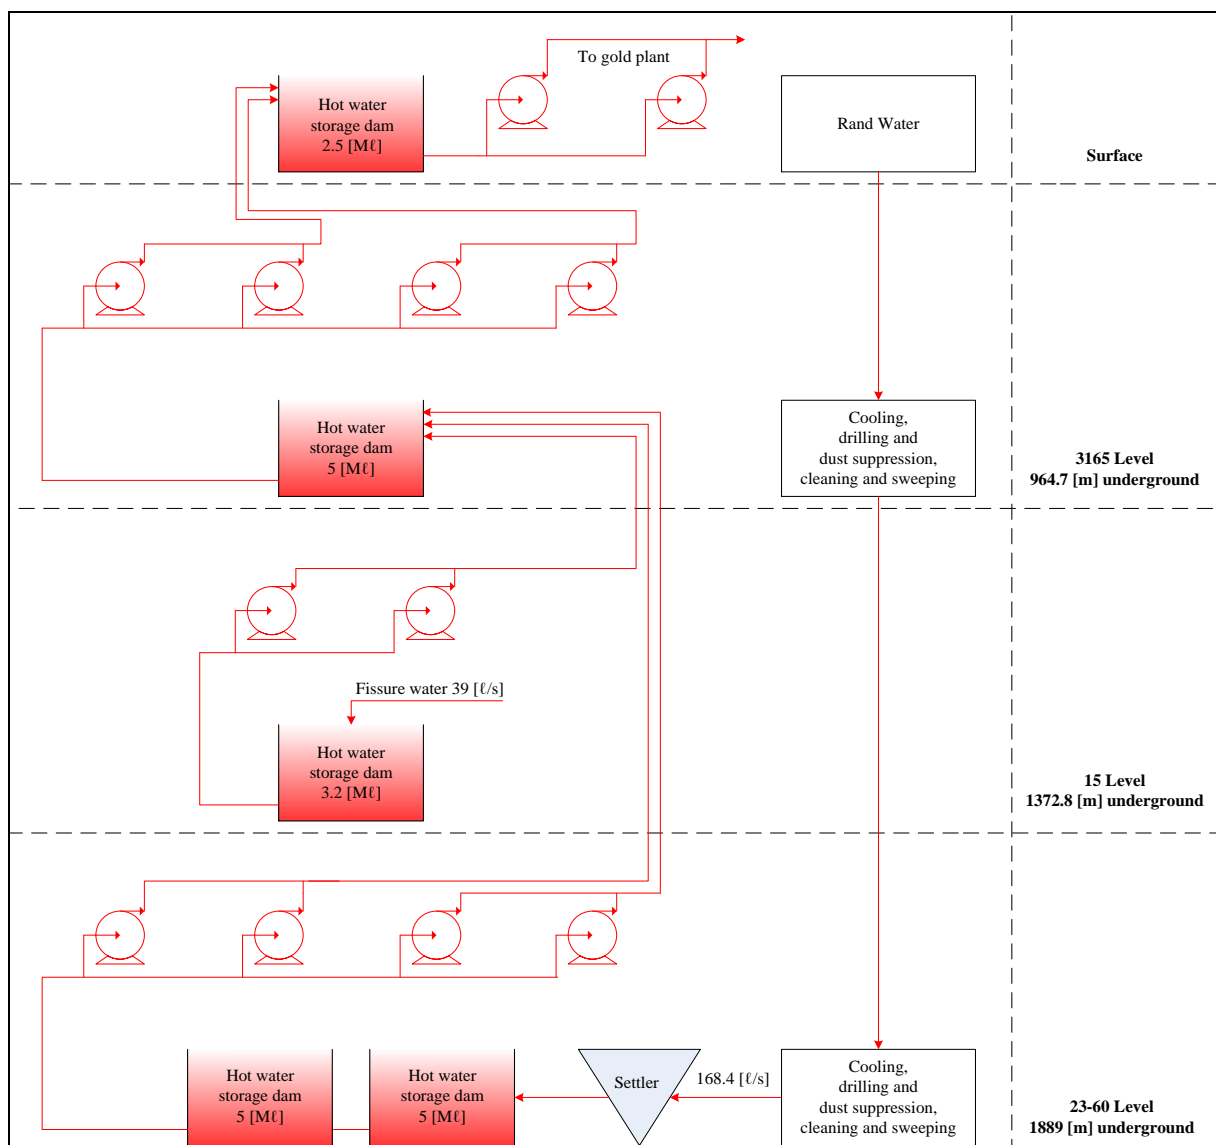 To gold plant
Hot water
storage dam
2.5 [Mℓ]
Rand Water
Surface
Hot water
storage dam
5 [Mℓ]
Cooling,
drilling and
dust suppression,
cleaning and sweeping
3165 Level
964.7 [m] underground
Fissure water 39 [ℓ/s]
Hot water
storage dam
3.2 [Mℓ]
15 Level
1372.8 [m] underground
Hot water
storage dam
5 [Mℓ]
Hot water
storage dam
5 [Mℓ]
Settler
168.4 [ℓ/s]
Cooling,
drilling and
dust suppression,
cleaning and sweeping
23-60 Level
1889 [m] underground